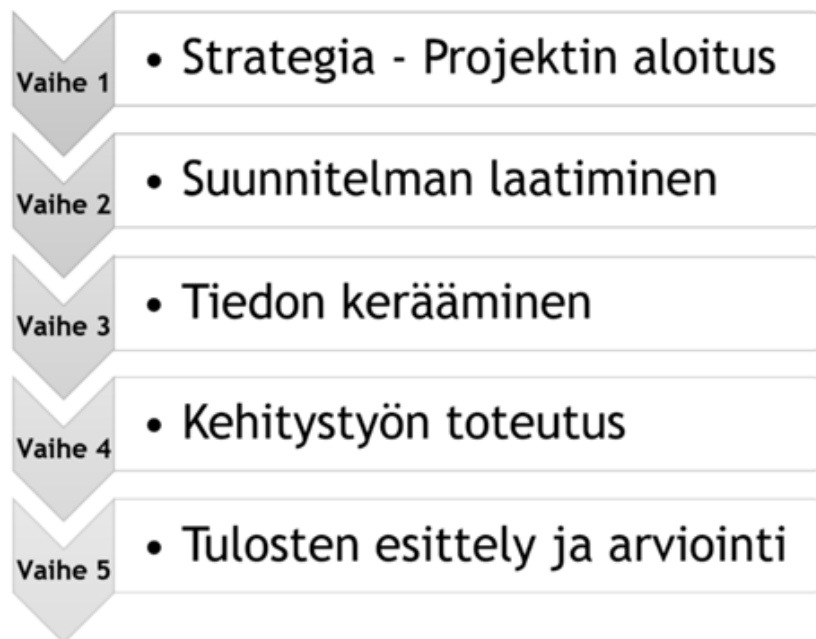 Vaihe 1
• Strategia - Projektin aloitus
Vaihe 2
• Suunnitelman laatiminen
Vaihe 3
• Tiedon kerääminen
Vaihe 4
• Kehitystyön toteutus
Vaihe 5
• Tulosten esittely ja arviointi